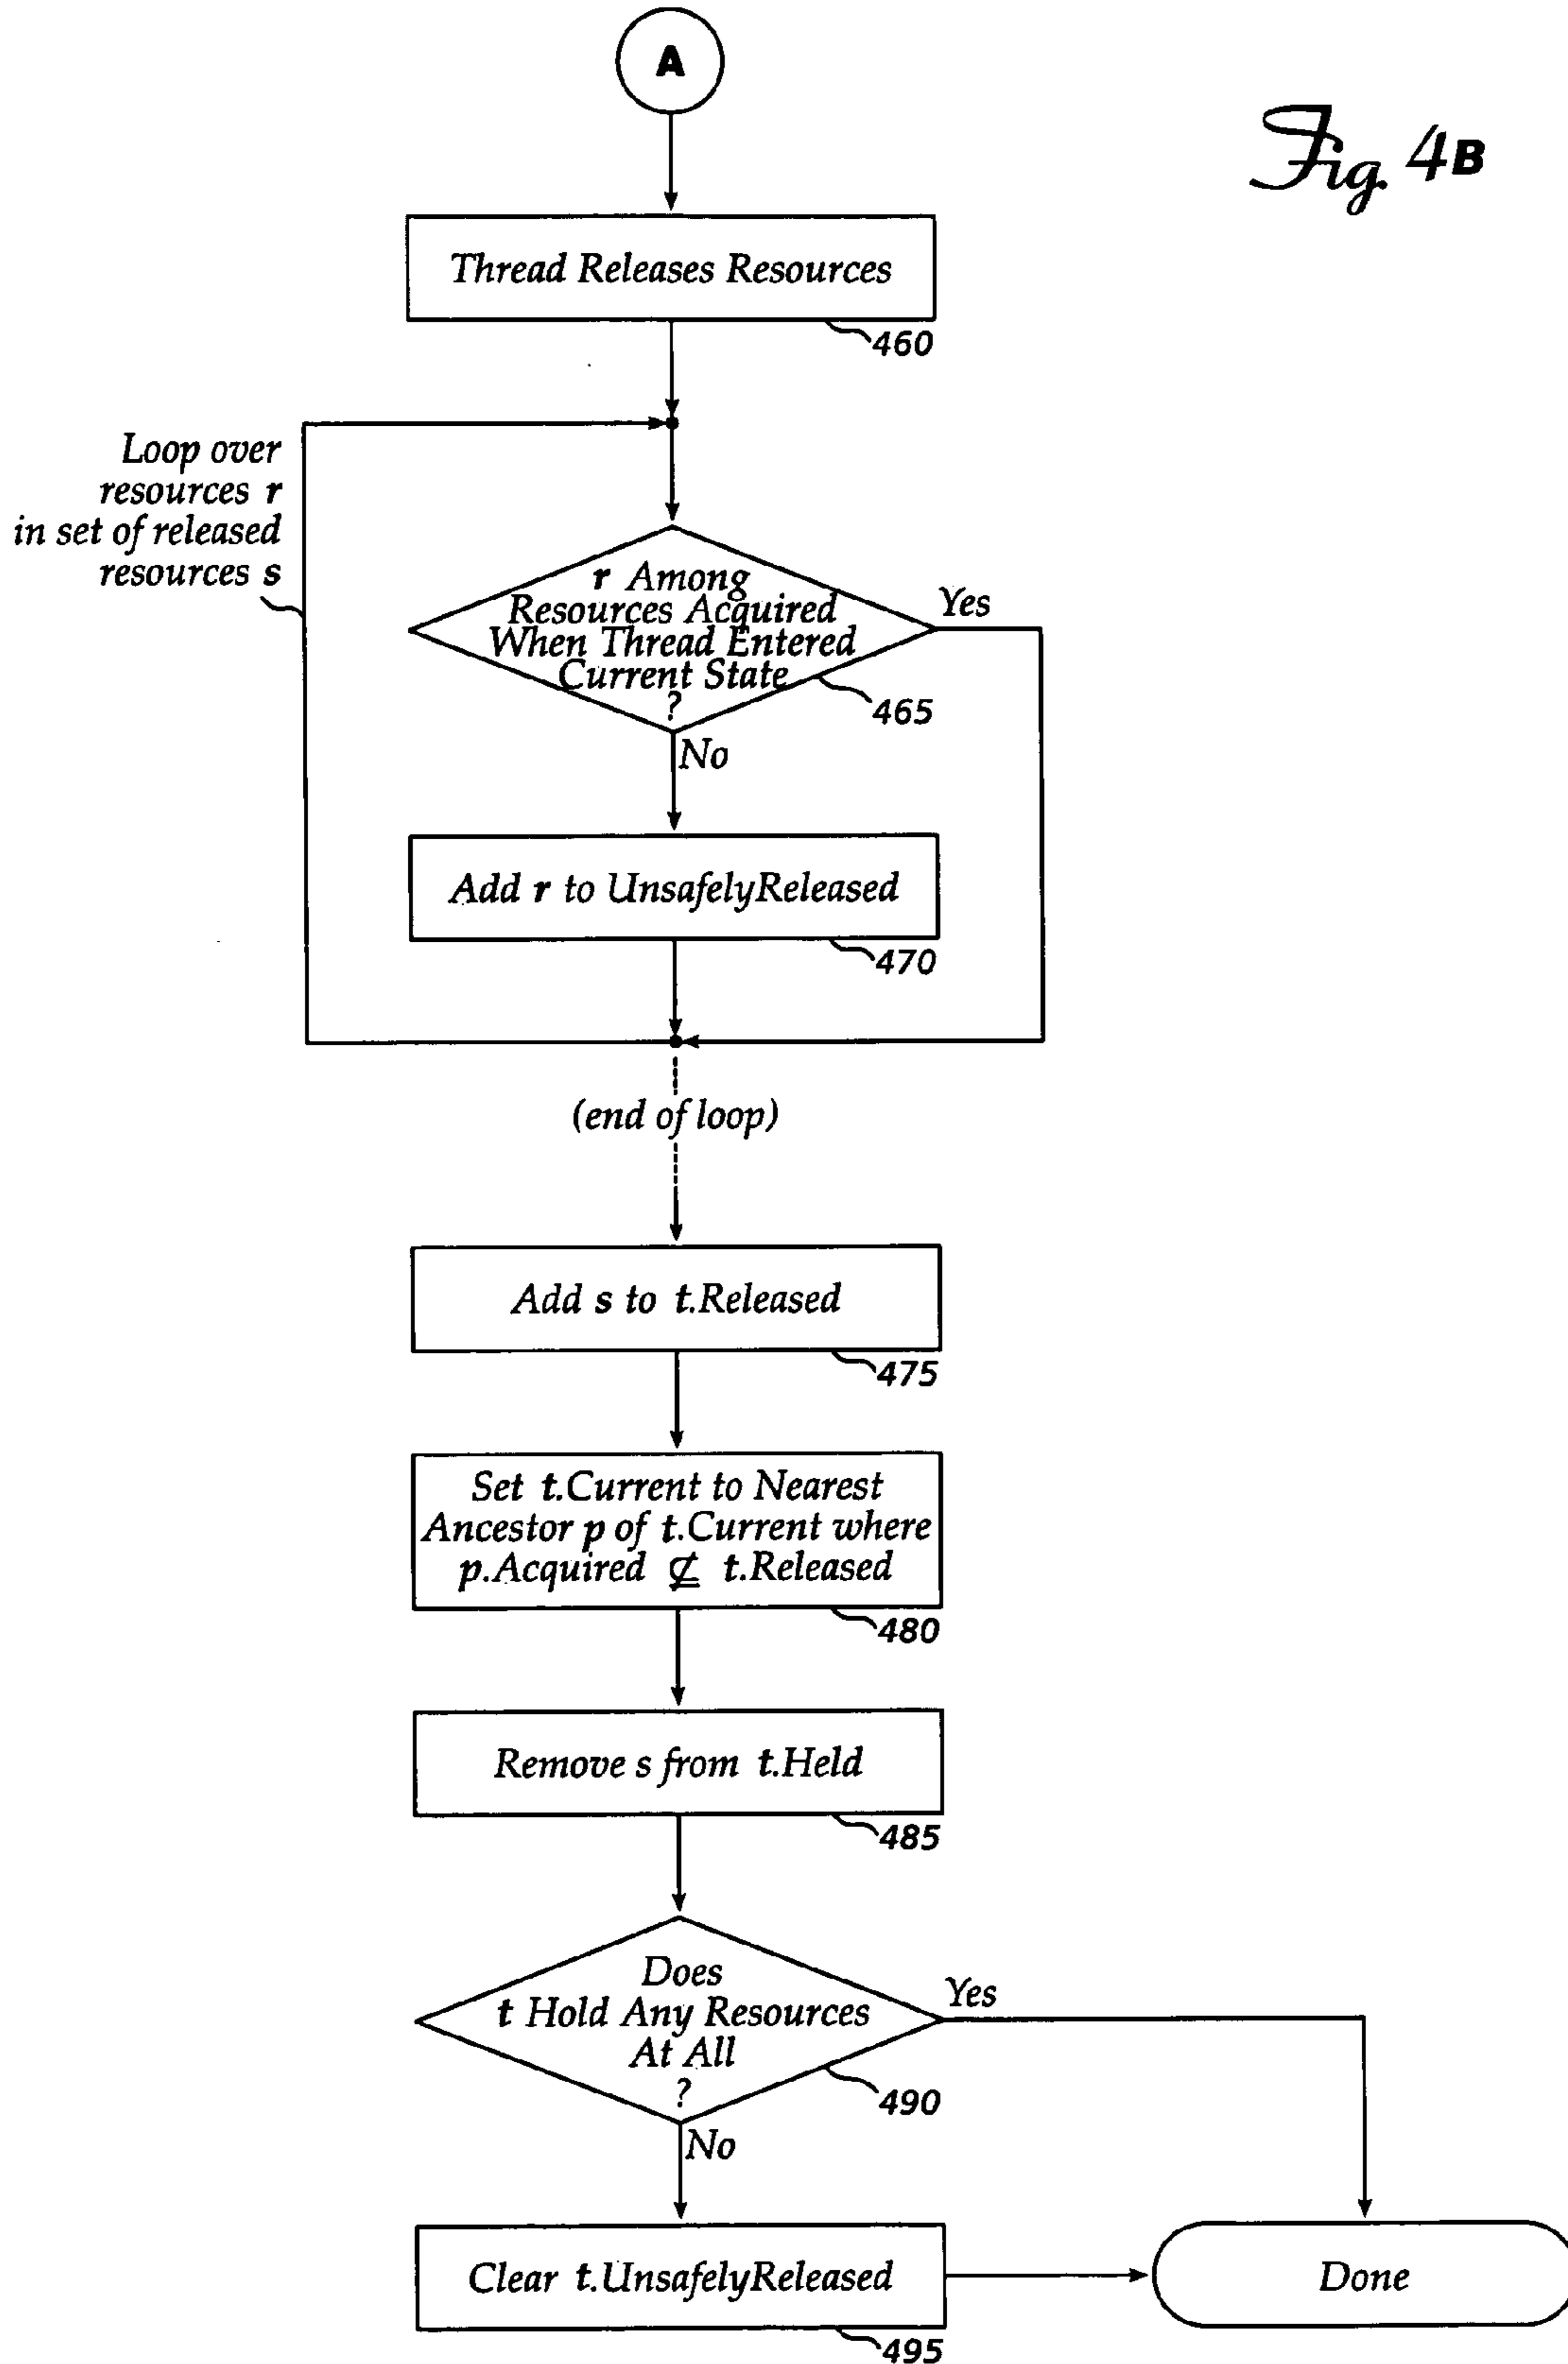 A
Fig. 4B
Thread Releases Resources
460
Loop over
resources r
in set of released
resources s
r Among
Resources Acquired
When Thread Entered
Current State
?
Yes
465
No
Add r to UnsafelyReleased
470
(end of loop)
Add s to t.Released
475
Set t.Current to Nearest
Ancestor p of t.Current where
p.Acquired ⊈ t.Released
480
Remove s from t.Held
485
Does
t Hold Any Resources
At All
?
Yes
490
No
Clear t.UnsafelyReleased
495
Done